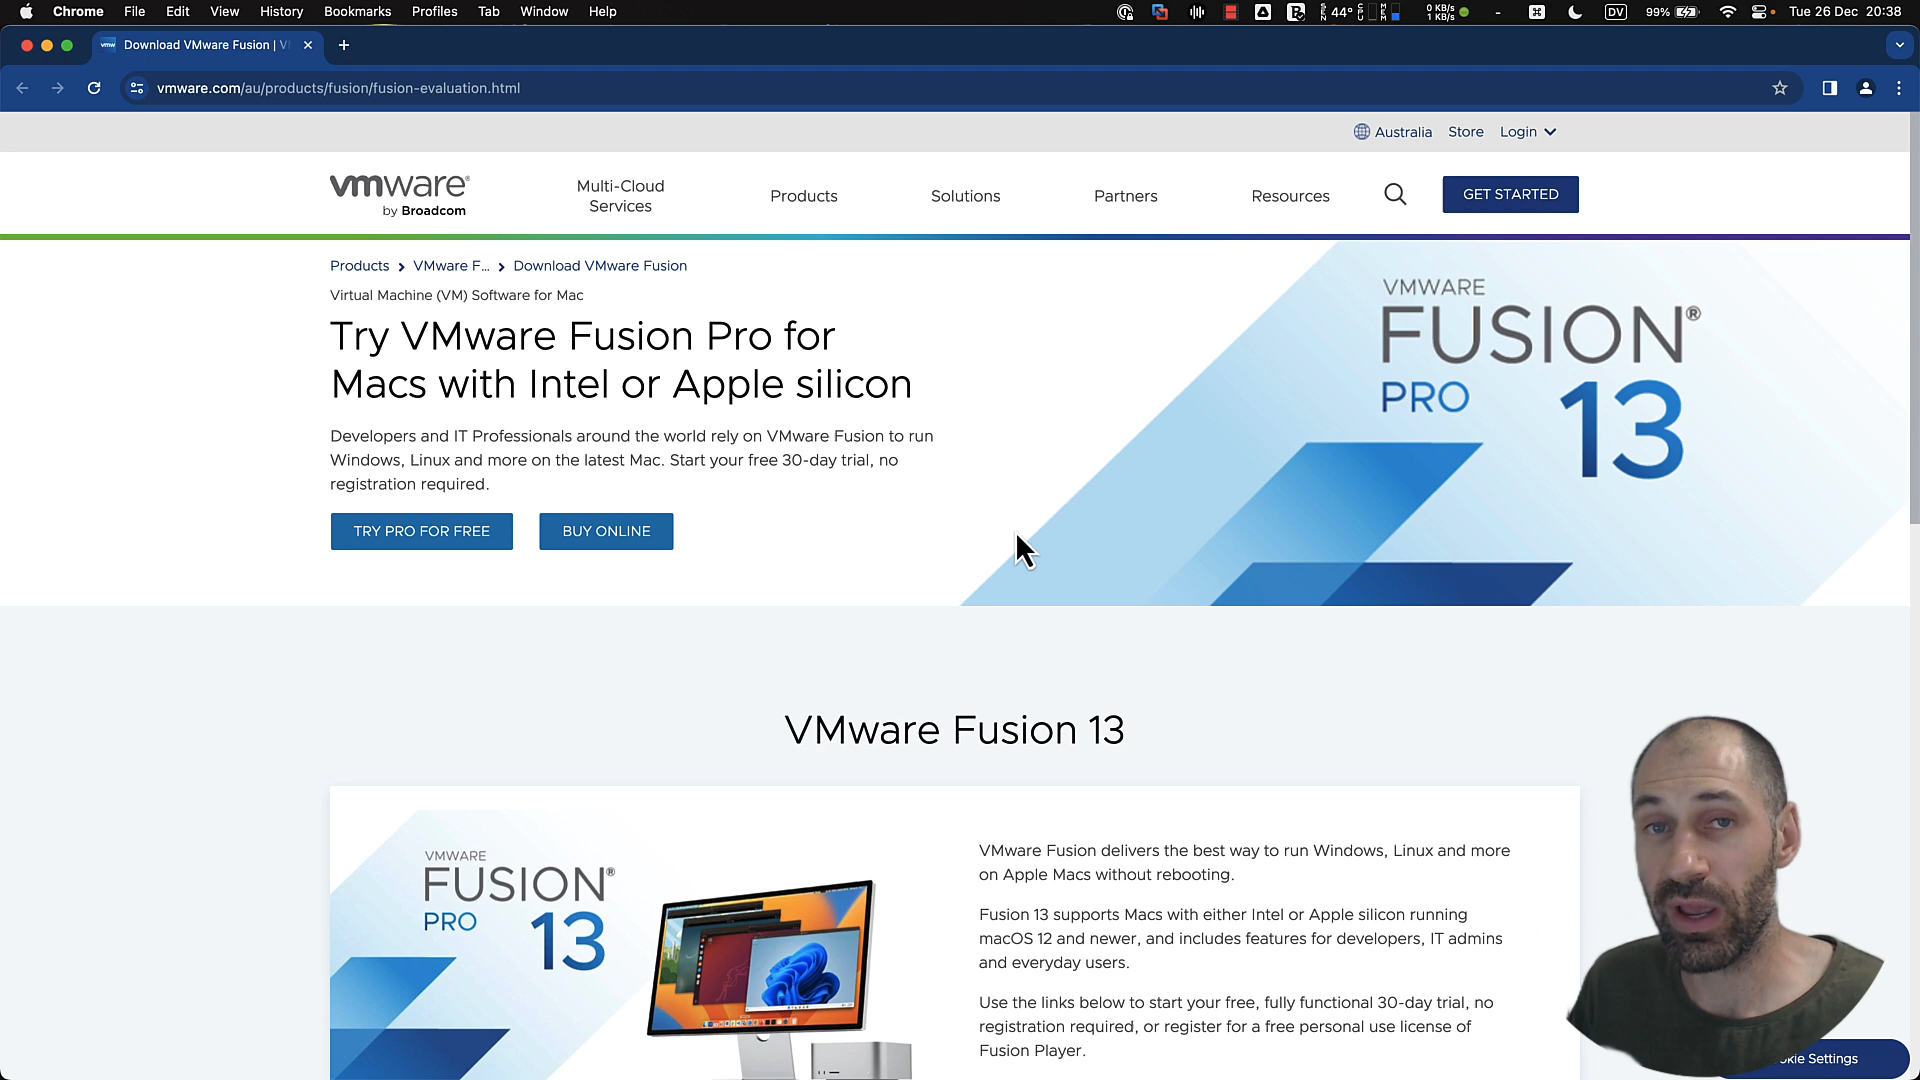 Chrome File Edit View History Bookmarks Profiles Tab Window Help
44° 0 KB/s 1 KB/s - DV 99% Tue 26 Dec 20:38
Download VMware Fusion | V
vmware.com/au/products/fusion/fusion-evaluation.html
Australia Store Login
vmware®
by Broadcom
Multi-Cloud
Services
Products Solutions Partners Resources GET STARTED
Products > VMware F... > Download VMware Fusion
Virtual Machine (VM) Software for Mac
Try VMware Fusion Pro for
Macs with Intel or Apple silicon
Developers and IT Professionals around the world rely on VMware Fusion to run
Windows, Linux and more on the latest Mac. Start your free 30-day trial, no
registration required.
TRY PRO FOR FREE BUY ONLINE
VMWARE
FUSION®
PRO 13
VMware Fusion 13
VMWARE
FUSION®
PRO 13
VMware Fusion delivers the best way to run Windows, Linux and more
on Apple Macs without rebooting.
Fusion 13 supports Macs with either Intel or Apple silicon running
macOS 12 and newer, and includes features for developers, IT admins
and everyday users.
Use the links below to start your free, fully functional 30-day trial, no
registration required, or register for a free personal use license of
Fusion Player.
kie Settings